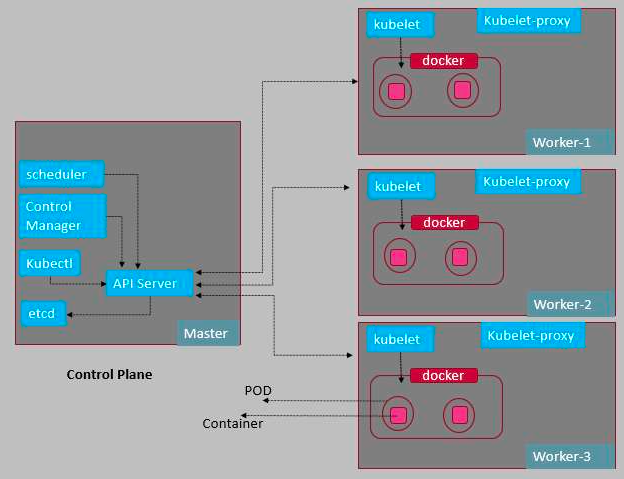 scheduler
Control
Manager
Kubectl
API Server
etcd
Master
Control Plane
kubelet
Kubelet-proxy
docker
Worker-1
kubelet
Kubelet-proxy
docker
Worker-2
kubelet
Kubelet-proxy
docker
POD
Container
Worker-3